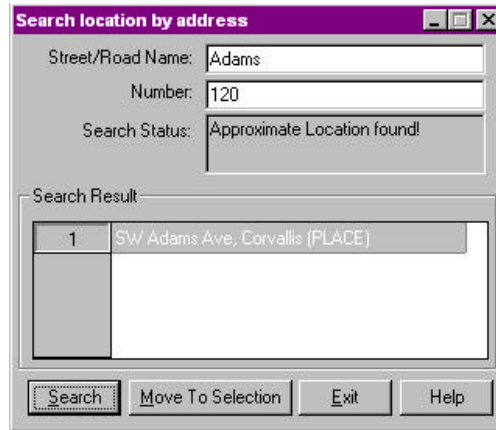 Search location by address
Street/Road Name: Adams
Number: 120
Search Status: Approximate Location found!
Search Result
1 SW Adams Ave, Corvallis (PLACE)
Search Move To Selection Exit Help